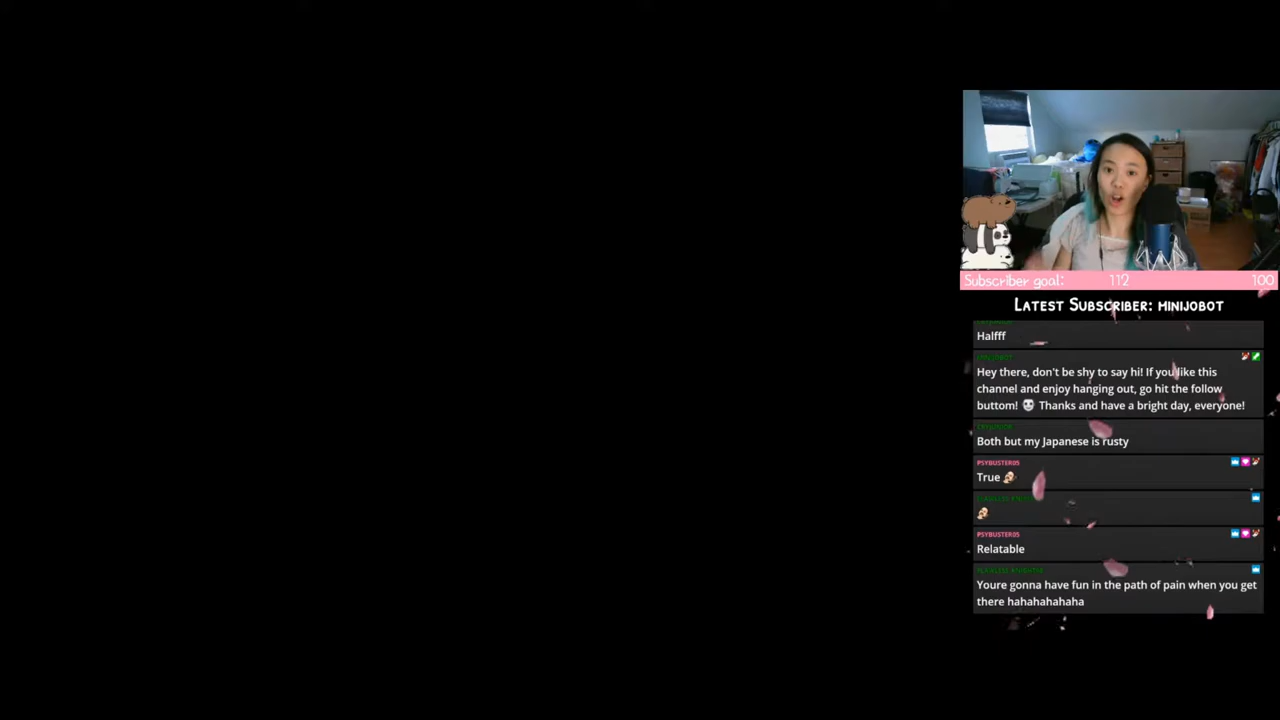 Subscriber goal: 112 100
Latest Subscriber: minijobot
Halfff
Hey there, don't be shy to say hi! If you like this
channel and enjoy hanging out, go hit the follow
buttom! Thanks and have a bright day, everyone!
Both but my Japanese is rusty
PSYBUSTER05
True
PSYBUSTER05
Relatable
Youre gonna have fun in the path of pain when you get
there hahahahahaha